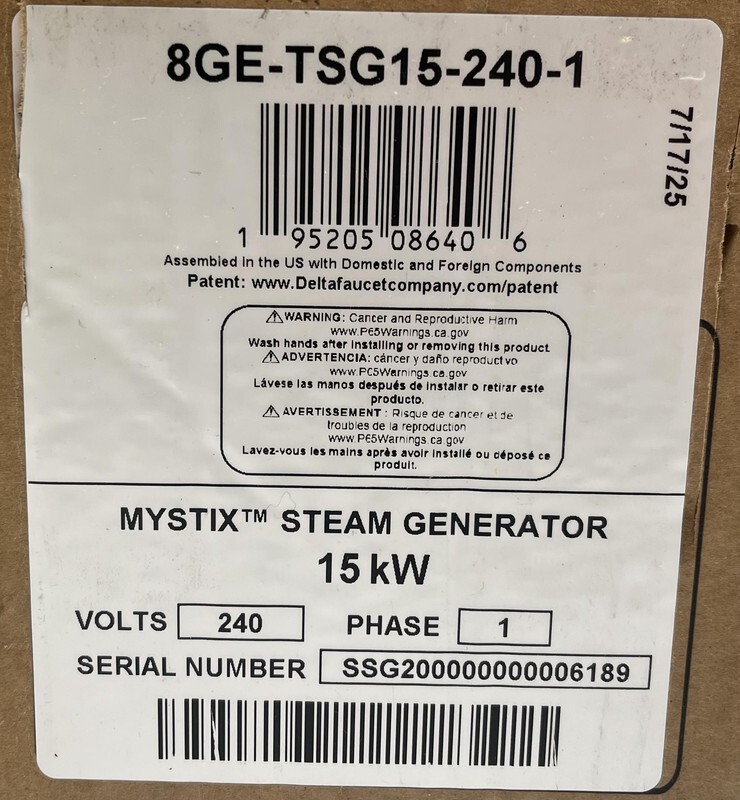 8GE-TSG15-240-1
7/17/25
1 95205 08640 6
Assembled in the US with Domestic and Foreign Components
Patent: www.Deltafaucetcompany.com/patent
⚠WARNING: Cancer and Reproductive Harm
www.P65Warnings.ca.gov
Wash hands after installing or removing this product
⚠ADVERTENCIA: cáncer y daño reproductivo
www.P65Warnings.ca.gov
Lávese las manos después de instalar o retirar este
producto.
⚠ AVERTISSEMENT : Risque de cancer et de
troubles de la reproduction
www.P65Warnings.ca.gov
Lavez-vous les mains après avoir installé ou déposé ce
produit.
MYSTIX™ STEAM GENERATOR
15 kW
VOLTS 240 PHASE 1
SERIAL NUMBER SSG200000000006189